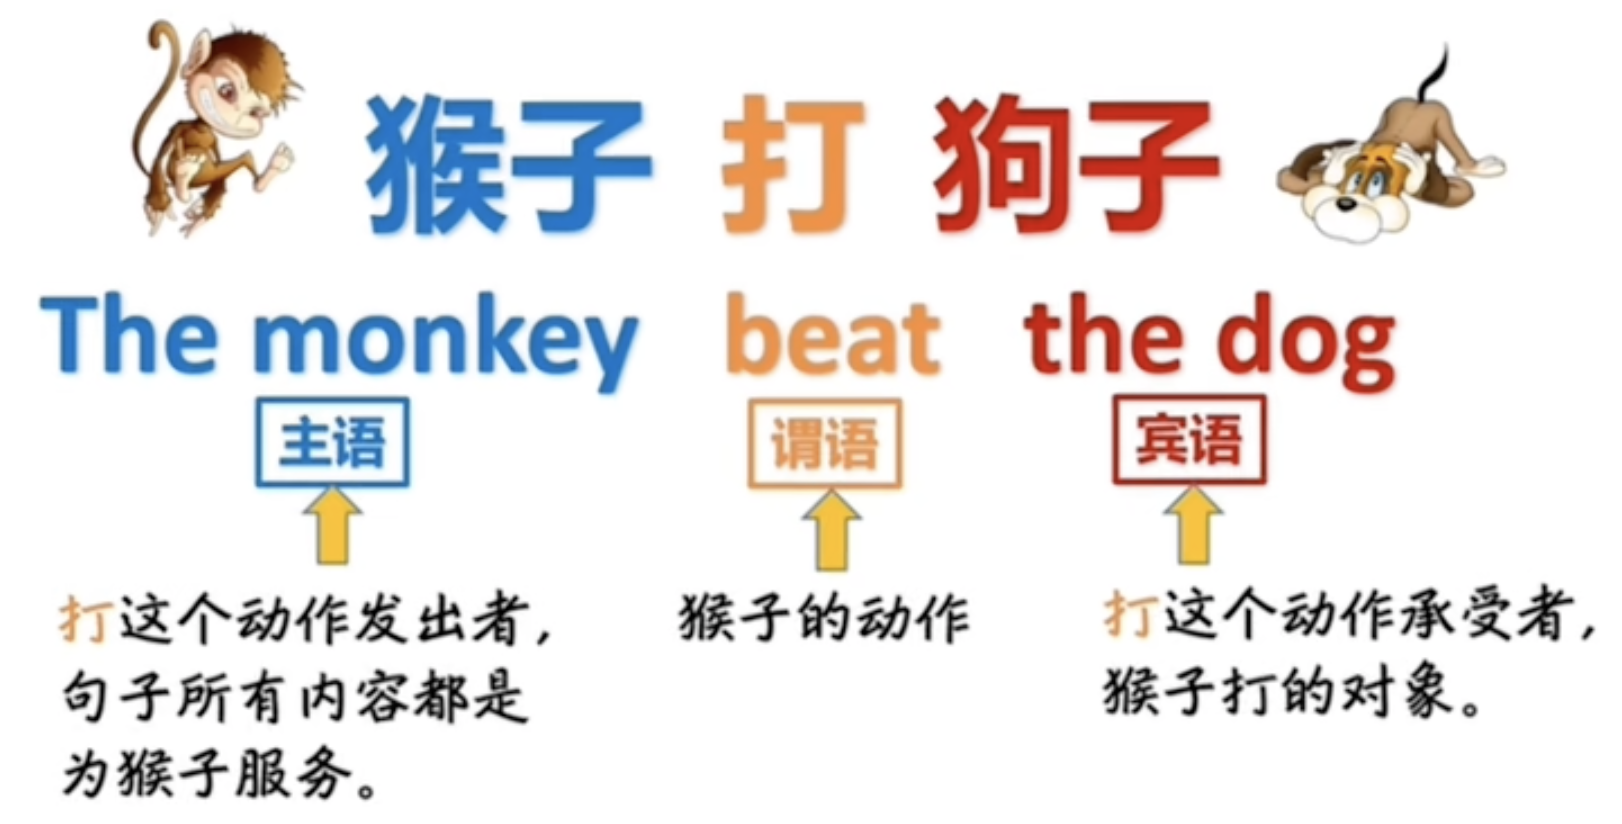 猴子 打 狗子
The monkey beat the dog
主语 谓语 宾语
打这个动作发出者，
句子所有内容都是
为猴子服务。
猴子的动作
打这个动作承受者，
猴子打的对象。